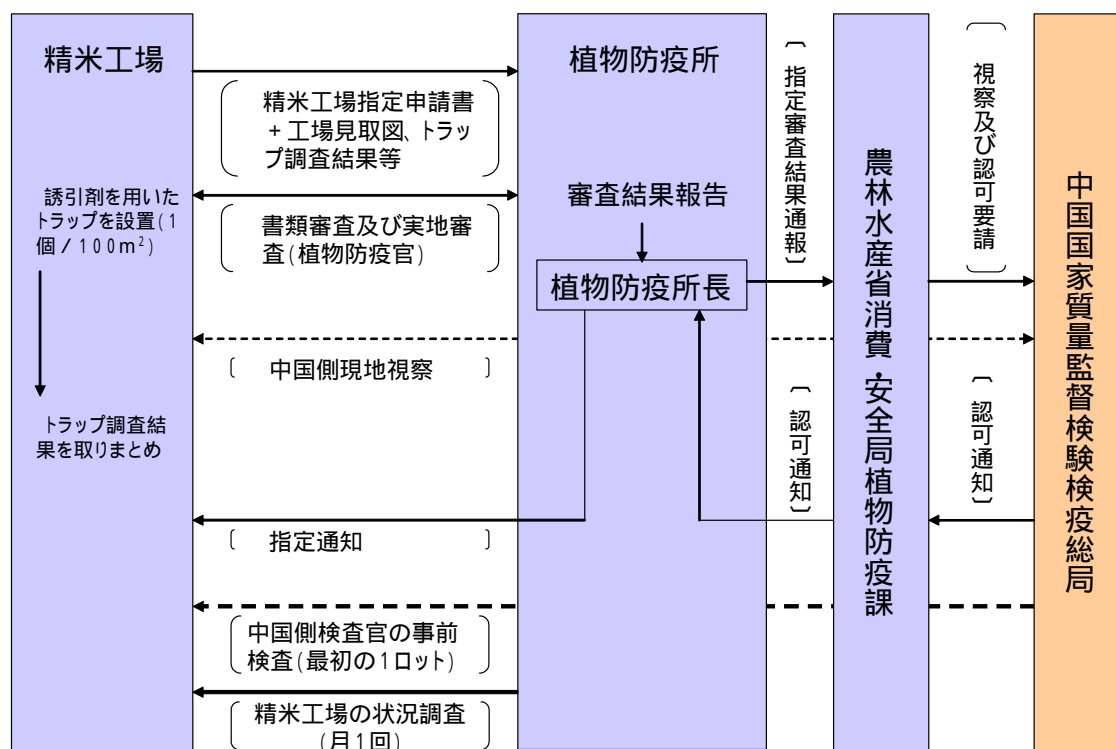 精米工場
精米工場指定申請書
+工場見取図、トラッ
プ調査結果等
誘引剤を用いた
トラップを設置(1
個/100m²)
書類審査及び実地審
査(植物防疫官)
中国側現地視察
トラップ調査結
果を取りまとめ
指定通知
中国側検査官の事前
検査(最初の1ロット)
精米工場の状況調査
(月1回)
植物防疫所
審査結果報告
植物防疫所長
指定審査結果通報
認可通知
農林水産省消費・安全局植物防疫課
視察及び認可要請
認可通知
中国国家質量監督検験検疫総局